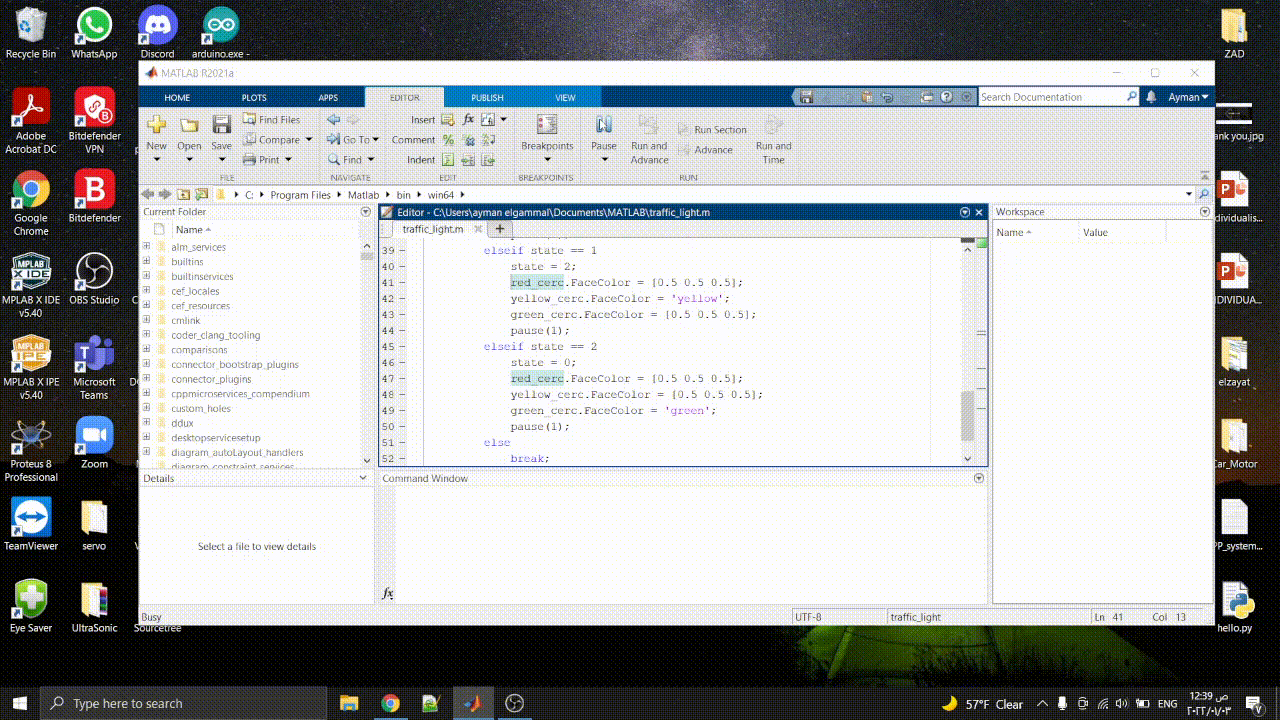 Recycle Bin
WhatsApp
Discord
arduino.exe -
ZAD
MATLAB R2021a
HOME
PLOTS
APPS
EDITOR
PUBLISH
VIEW
Search Documentation
Ayman
New
Open
Save
Find Files
Compare
Print
Go To
Find
Insert
fx
Comment
Indent
Breakpoints
Pause
Run and Advance
Run Section
Advance
Run and Time
FILE
NAVIGATE
EDIT
BREAKPOINTS
RUN
C: Program Files Matlab bin win64
Current Folder
Name
alm_services
builtins
builtinservices
cef_locales
cef_resources
cmlink
coder_clang_tooling
comparisons
connector_bootstrap_plugins
connector_plugins
cppmicroservices_compendium
custom_holes
ddux
desktopservicesetup
diagram_autoLayout_handlers
diagram_constraint_services
Details
Select a file to view details
Editor - C:\Users\ayman elgammal\Documents\MATLAB\traffic_light.m
traffic_light.m
39 elseif state == 1
40 state = 2;
41 red_cerc.FaceColor = [0.5 0.5 0.5];
42 yellow_cerc.FaceColor = 'yellow';
43 green_cerc.FaceColor = [0.5 0.5 0.5];
44 pause(1);
45 elseif state == 2
46 state = 0;
47 red_cerc.FaceColor = [0.5 0.5 0.5];
48 yellow_cerc.FaceColor = [0.5 0.5 0.5];
49 green_cerc.FaceColor = 'green';
50 pause(1);
51 else
52 break;
Command Window
fx
Workspace
Name
Value
Busy
UTF-8
traffic_light
Ln 41 Col 13
Adobe Acrobat DC
Bitdefender VPN
Google Chrome
Bitdefender
MPLAB X IDE v5.40
OBS Studio
MPLAB X IPE v5.40
Microsoft Teams
Proteus 8 Professional
Zoom
TeamViewer
servo
Eye Saver
UltraSonic
Sourcetree
ank you.jpg
dividualis...
NDIVIDUA...
elzayat
Car_Motor
PP_system...
hello.py
Type here to search
57°F Clear
ENG
12:39 ص
٢٠٢٢/٠١/٠٣